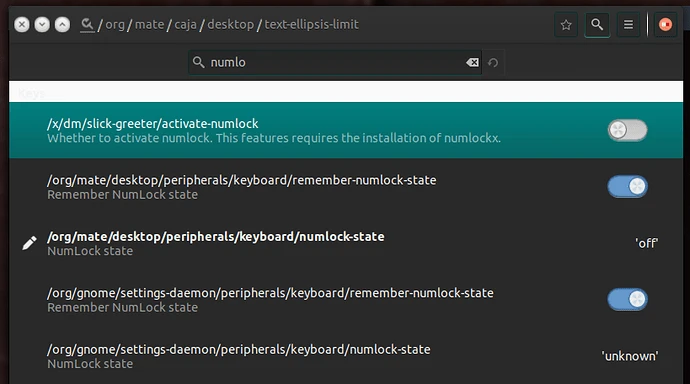 / org / mate / caja / desktop / text-ellipsis-limit
numlo
Keys
/x/dm/slick-greeter/activate-numlock
Whether to activate numlock. This features requires the installation of numlockx.
/org/mate/desktop/peripherals/keyboard/remember-numlock-state
Remember NumLock state
/org/mate/desktop/peripherals/keyboard/numlock-state
'off'
NumLock state
/org/gnome/settings-daemon/peripherals/keyboard/remember-numlock-state
Remember NumLock state
/org/gnome/settings-daemon/peripherals/keyboard/numlock-state
'unknown'
NumLock state